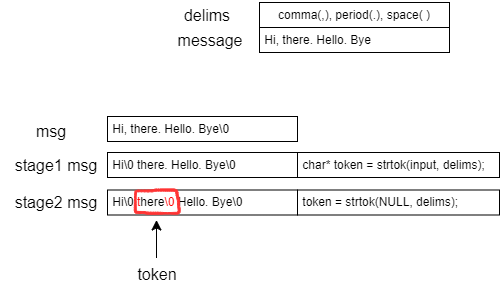 delims comma(,), period(.), space( )
message Hi, there. Hello. Bye
msg Hi, there. Hello. Bye\0
stage1 msg Hi\0 there. Hello. Bye\0 char* token = strtok(input, delims);
stage2 msg Hi\0 there\0 Hello. Bye\0 token = strtok(NULL, delims);
token